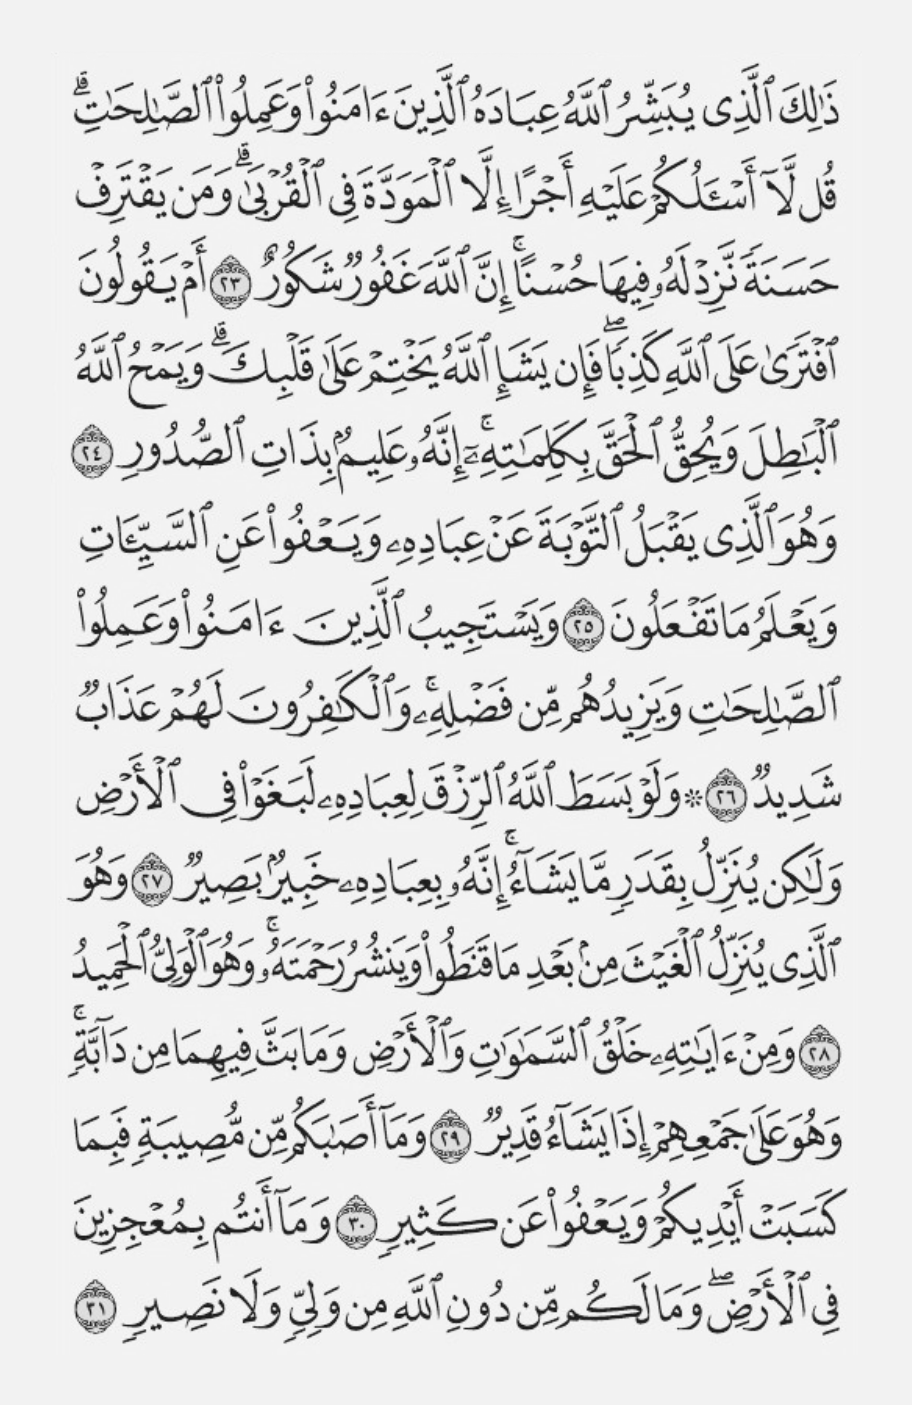 ذَٰلِكَ ٱلَّذِى يُبَشِّرُ ٱللَّهُ عِبَادَهُ ٱلَّذِينَ ءَامَنُوا۟ وَعَمِلُوا۟ ٱلصَّٰلِحَٰتِۗ
قُل لَّآ أَسْـَٔلُكُمْ عَلَيْهِ أَجْرًا إِلَّا ٱلْمَوَدَّةَ فِى ٱلْقُرْبَىٰۗ وَمَن يَقْتَرِفْ
حَسَنَةً نَّزِدْ لَهُۥ فِيهَا حُسْنًاۚ إِنَّ ٱللَّهَ غَفُورٌ شَكُورٌ ٢٣ أَمْ يَقُولُونَ
ٱفْتَرَىٰ عَلَى ٱللَّهِ كَذِبًاۖ فَإِن يَشَإِ ٱللَّهُ يَخْتِمْ عَلَىٰ قَلْبِكَۗ وَيَمْحُ ٱللَّهُ
ٱلْبَٰطِلَ وَيُحِقُّ ٱلْحَقَّ بِكَلِمَٰتِهِۦٓۚ إِنَّهُۥ عَلِيمٌۢ بِذَاتِ ٱلصُّدُورِ ٢٤
وَهُوَ ٱلَّذِى يَقْبَلُ ٱلتَّوْبَةَ عَنْ عِبَادِهِۦ وَيَعْفُوا۟ عَنِ ٱلسَّيِّـَٔاتِ
وَيَعْلَمُ مَا تَفْعَلُونَ ٢٥ وَيَسْتَجِيبُ ٱلَّذِينَ ءَامَنُوا۟ وَعَمِلُوا۟
ٱلصَّٰلِحَٰتِ وَيَزِيدُهُم مِّن فَضْلِهِۦۚ وَٱلْكَٰفِرُونَ لَهُمْ عَذَابٌ
شَدِيدٌ ٢٦ ۞ وَلَوْ بَسَطَ ٱللَّهُ ٱلرِّزْقَ لِعِبَادِهِۦ لَبَغَوْا۟ فِى ٱلْأَرْضِ
وَلَٰكِن يُنَزِّلُ بِقَدَرٍ مَّا يَشَآءُۚ إِنَّهُۥ بِعِبَادِهِۦ خَبِيرٌۢ بَصِيرٌ ٢٧ وَهُوَ
ٱلَّذِى يُنَزِّلُ ٱلْغَيْثَ مِنۢ بَعْدِ مَا قَنَطُوا۟ وَيَنشُرُ رَحْمَتَهُۥۚ وَهُوَ ٱلْوَلِىُّ ٱلْحَمِيدُ
٢٨ وَمِنْ ءَايَٰتِهِۦ خَلْقُ ٱلسَّمَٰوَٰتِ وَٱلْأَرْضِ وَمَا بَثَّ فِيهِمَا مِن دَآبَّةٍۚ
وَهُوَ عَلَىٰ جَمْعِهِمْ إِذَا يَشَآءُ قَدِيرٌ ٢٩ وَمَآ أَصَٰبَكُم مِّن مُّصِيبَةٍ فَبِمَا
كَسَبَتْ أَيْدِيكُمْ وَيَعْفُوا۟ عَن كَثِيرٍ ٣٠ وَمَآ أَنتُم بِمُعْجِزِينَ
فِى ٱلْأَرْضِۖ وَمَا لَكُم مِّن دُونِ ٱللَّهِ مِن وَلِىٍّ وَلَا نَصِيرٍ ٣١